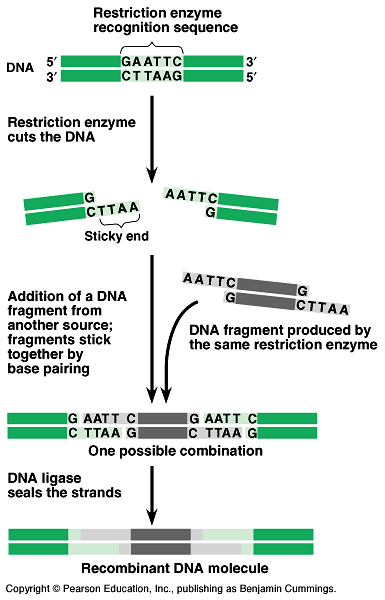 Restriction enzyme
recognition sequence
DNA
5′ GAATTC 3′
3′ CTTAAG 5′
Restriction enzyme
cuts the DNA
G
CTTAA
Sticky end
AATTC
G
Addition of a DNA
fragment from
another source;
fragments stick
together by
base pairing
AATTC G
G CTTAA
DNA fragment produced by
the same restriction enzyme
G AATT C G AATT C
C TTAA G C TTAA G
One possible combination
DNA ligase
seals the strands
Recombinant DNA molecule
Copyright © Pearson Education, Inc., publishing as Benjamin Cummings.